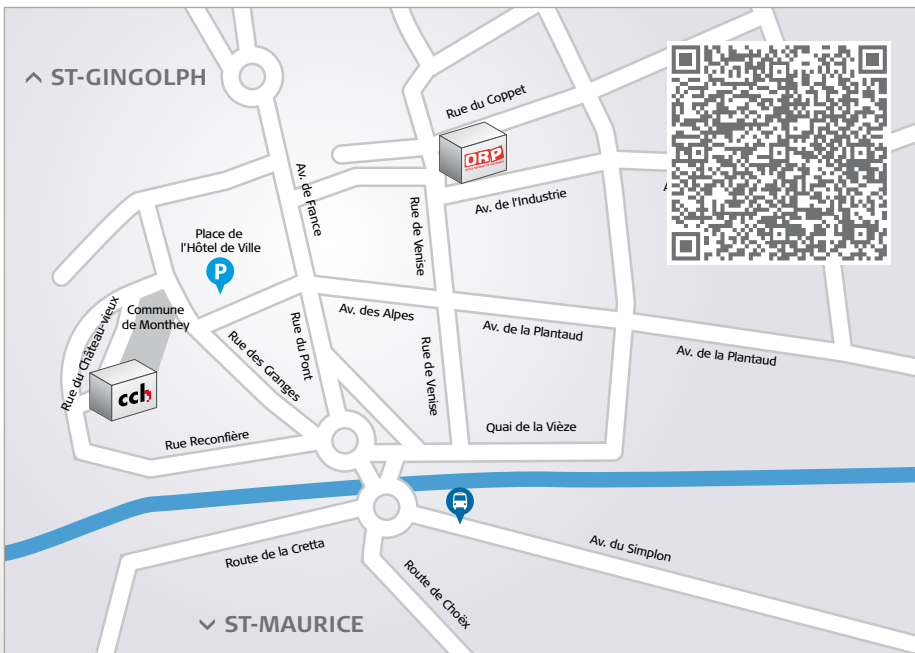 ^ ST-GINGOLPH
Rue du Coppet
ORP
Av. de France
Av. de l'Industrie
Rue de Venise
Place de
l'Hôtel de Ville
P
Commune
de Monthey
Rue du Château-vieux
Av. des Alpes
Av. de la Plantaud
Av. de la Plantaud
Rue du Pont
Rue des Granges
Rue de Venise
cch
Rue Reconfière
Quai de la Vièze
Av. du Simplon
Route de la Cretta
Route de Choëx
ST-MAURICE